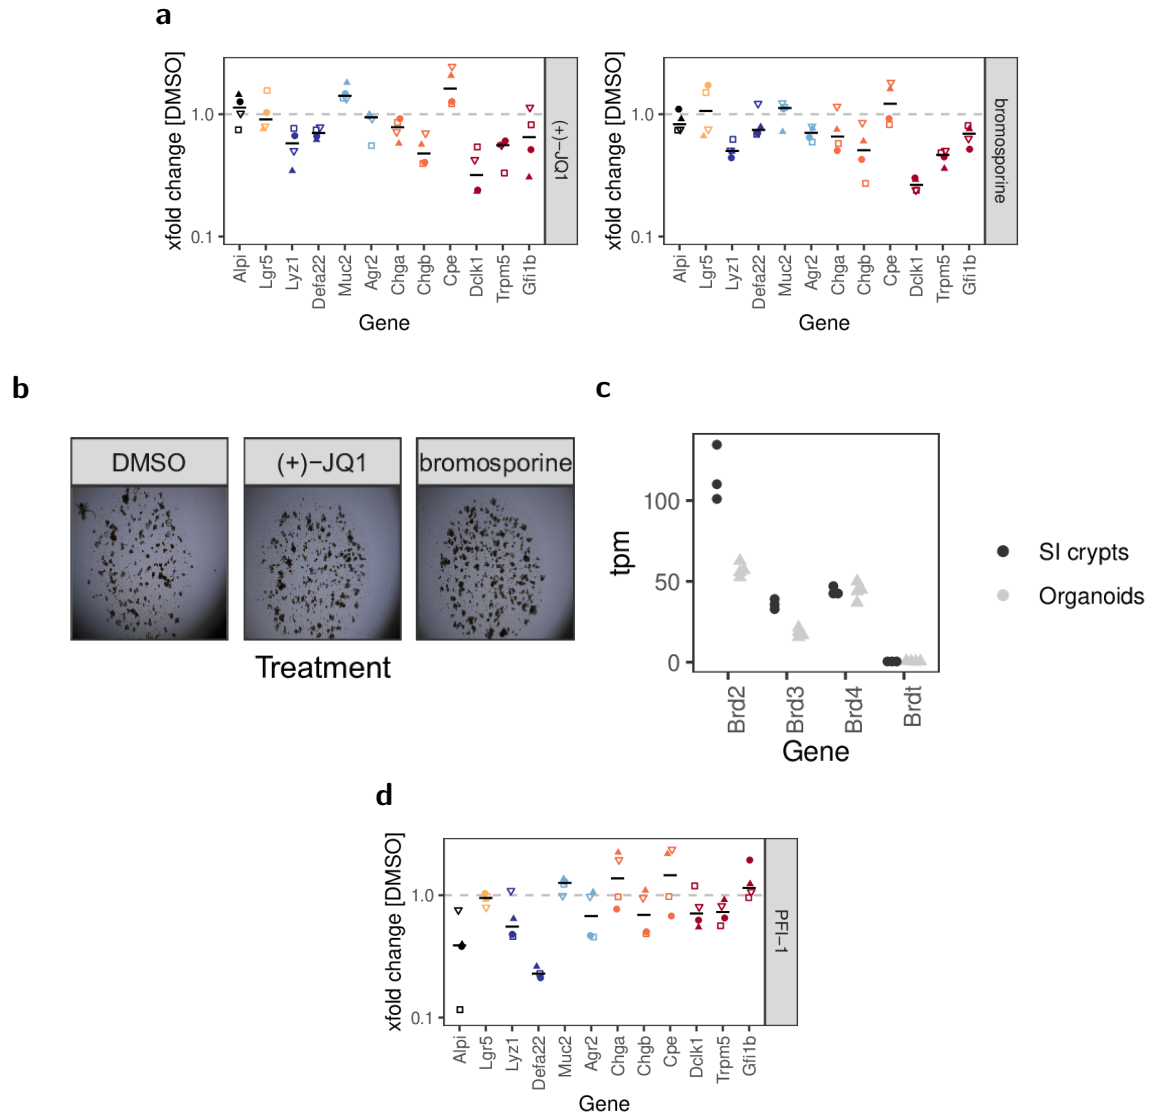 a
xfold change [DMSO]
1.0
0.1
Alpi
Lgr5
Lyz1
Defa22
Muc2
Agr2
Chga
Chgb
Cpe
Dclk1
Trpm5
Gfi1b
Gene
(+)−JQ1
xfold change [DMSO]
1.0
0.1
Alpi
Lgr5
Lyz1
Defa22
Muc2
Agr2
Chga
Chgb
Cpe
Dclk1
Trpm5
Gfi1b
Gene
bromosporine
b
DMSO
(+)−JQ1
bromosporine
Treatment
c
tpm
100
50
0
Brd2
Brd3
Brd4
Brdt
Gene
SI crypts
Organoids
d
xfold change [DMSO]
1.0
0.1
Alpi
Lgr5
Lyz1
Defa22
Muc2
Agr2
Chga
Chgb
Cpe
Dclk1
Trpm5
Gfi1b
Gene
PFI−1